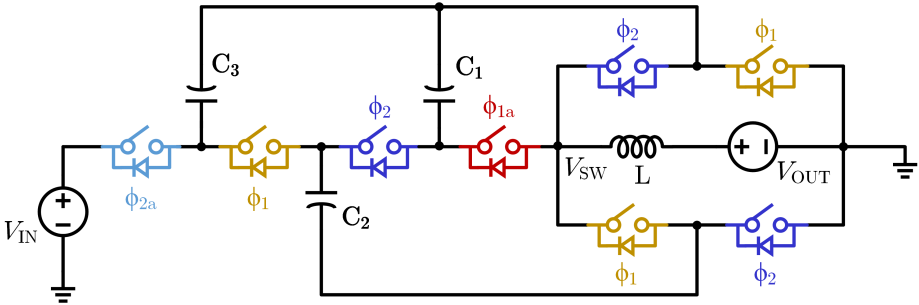 ϕ₂ ϕ₁
C₃ C₁
ϕ₂ ϕ₁ₐ
+ −
V_SW L V_OUT
ϕ₂ₐ ϕ₁
C₂
+
V_IN −
ϕ₁ ϕ₂